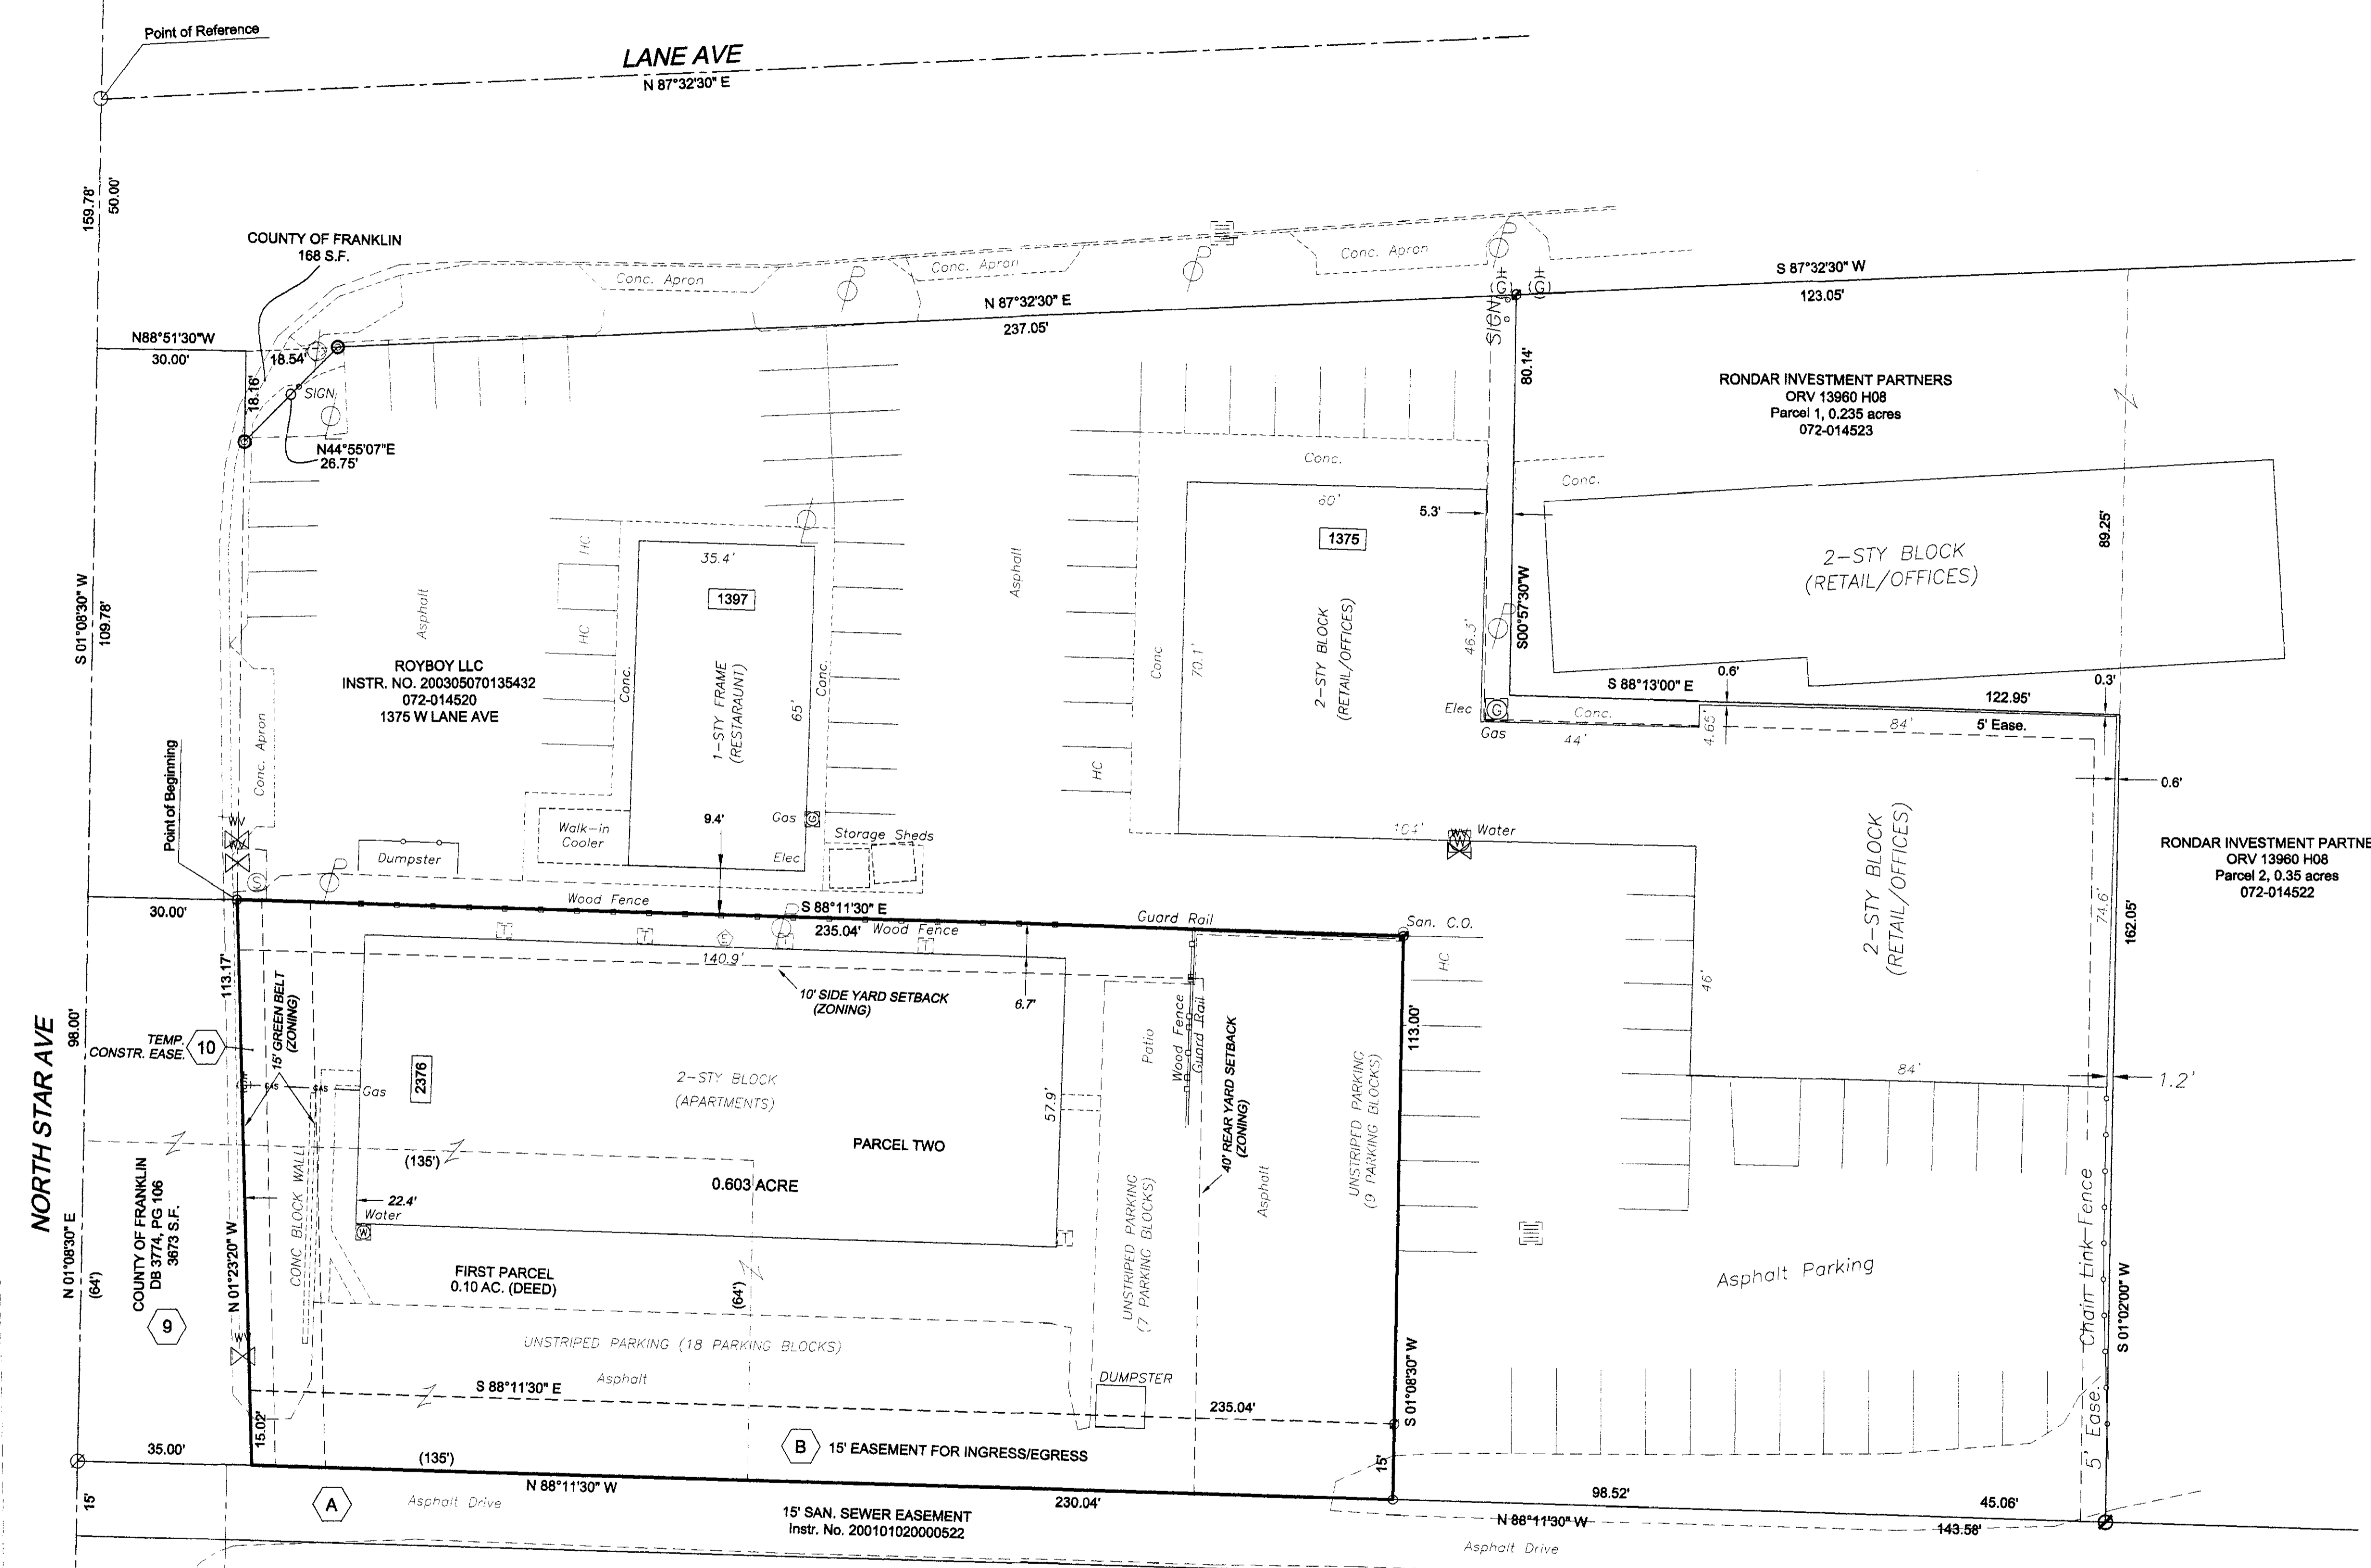 Point of Reference
LANE AVE
N 87°32'30" E
159.78'
50.00'
COUNTY OF FRANKLIN
168 S.F.
Conc. Apron
Conc. Apron
Conc. Apron
N 87°32'30" E
237.05'
S 87°32'30" W
123.05'
(G)
(G)
SIGN
N88°51'30"W
30.00'
18.54'
18.16'
SIGN
N44°55'07"E
26.75'
80.14'
RONDAR INVESTMENT PARTNERS
ORV 13960 H08
Parcel 1, 0.235 acres
072-014523
Conc.
Conc.
60'
5.3'
1375
89.25'
2-STY BLOCK
(RETAIL/OFFICES)
S 01°08'30" W
109.78'
Asphalt
HC
HC
35.4'
1397
1-STY FRAME
(RESTARAUNT)
65'
Conc.
Conc.
Asphalt
Conc.
70.1'
2-STY BLOCK
(RETAIL/OFFICES)
46.3'
S00°57'30"W
ROYBOY LLC
INSTR. NO. 200305070135432
072-014520
1375 W LANE AVE
0.6'
S 88°13'00" E
122.95'
0.3'
Elec
G
Gas
Conc.
44'
4.65'
84'
5' Ease.
0.6'
Point of Beginning
Conc. Apron
WV
WV
Dumpster
Walk-in
Cooler
9.4'
Gas
G
Elec
Storage Sheds
HC
104'
W
Water
2-STY BLOCK
(RETAIL/OFFICES)
74.6'
162.05'
RONDAR INVESTMENT PARTNE
ORV 13960 H08
Parcel 2, 0.35 acres
072-014522
S
30.00'
Wood Fence
S 88°11'30" E
235.04'
Wood Fence
Guard Rail
San. C.O.
T
T
E
T
T
140.9'
6.7'
HC
46'
10' SIDE YARD SETBACK
(ZONING)
113.17'
15' GREEN BELT
(ZONING)
NORTH STAR AVE
98.00'
TEMP.
CONSTR. EASE.
10
GAS
GAS
Gas
2376
2-STY BLOCK
(APARTMENTS)
57.9'
Patio
Wood Fence
Guard Rail
40' REAR YARD SETBACK
(ZONING)
113.00'
UNSTRIPED PARKING
(9 PARKING BLOCKS)
84'
1.2'
(135')
PARCEL TWO
0.603 ACRE
22.4'
Water
W
T
Asphalt
UNSTRIPED PARKING
(7 PARKING BLOCKS)
COUNTY OF FRANKLIN
DB 3774, PG 106
3673 S.F.
9
N 01°08'30" E
(64')
N 01°23'20" W
CONC BLOCK WALL
FIRST PARCEL
0.10 AC. (DEED)
(64')
Asphalt Parking
Chain Link Fence
S 01°02'00" W
UNSTRIPED PARKING (18 PARKING BLOCKS)
Asphalt
WV
S 88°11'30" E
DUMPSTER
235.04'
S 01°08'30" W
15.02'
35.00'
(135')
B
15' EASEMENT FOR INGRESS/EGRESS
15'
5' Ease.
N 88°11'30" W
98.52'
45.06'
15'
A
Asphalt Drive
230.04'
15' SAN. SEWER EASEMENT
Instr. No. 200101020000522
N 88°11'30" W
143.58'
Asphalt Drive